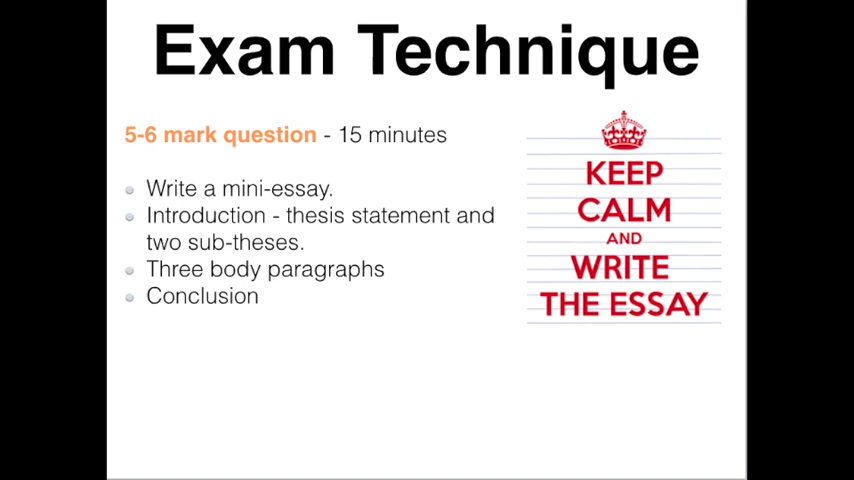 Exam Technique
5-6 mark question - 15 minutes
Write a mini-essay.
Introduction - thesis statement and
two sub-theses.
Three body paragraphs
Conclusion
KEEP
CALM
AND
WRITE
THE ESSAY